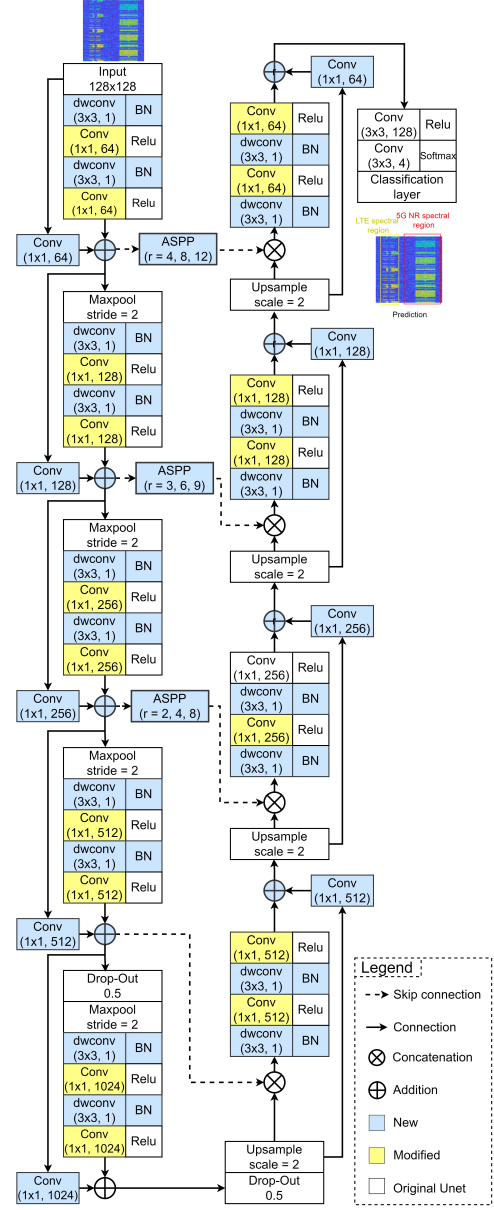 Input
128x128
dwconv
(3x3, 1)
BN
Conv
(1x1, 64)
Relu
dwconv
(3x3, 1)
BN
Conv
(1x1, 64)
Relu
Conv
(1x1, 64)
ASPP
(r = 4, 8, 12)
Maxpool
stride = 2
dwconv
(3x3, 1)
BN
Conv
(1x1, 128)
Relu
dwconv
(3x3, 1)
BN
Conv
(1x1, 128)
Relu
Conv
(1x1, 128)
ASPP
(r = 3, 6, 9)
Maxpool
stride = 2
dwconv
(3x3, 1)
BN
Conv
(1x1, 256)
Relu
dwconv
(3x3, 1)
BN
Conv
(1x1, 256)
Relu
Conv
(1x1, 256)
ASPP
(r = 2, 4, 8)
Maxpool
stride = 2
dwconv
(3x3, 1)
BN
Conv
(1x1, 512)
Relu
dwconv
(3x3, 1)
BN
Conv
(1x1, 512)
Relu
Conv
(1x1, 512)
Drop-Out
0.5
Maxpool
stride = 2
dwconv
(3x3, 1)
BN
Conv
(1x1, 1024)
Relu
dwconv
(3x3, 1)
BN
Conv
(1x1, 1024)
Relu
Conv
(1x1, 1024)
Conv
(1x1, 64)
Conv
(1x1, 64)
Relu
dwconv
(3x3, 1)
BN
Conv
(1x1, 64)
Relu
dwconv
(3x3, 1)
BN
Upsample
scale = 2
Conv
(1x1, 128)
Conv
(1x1, 128)
Relu
dwconv
(3x3, 1)
BN
Conv
(1x1, 128)
Relu
dwconv
(3x3, 1)
BN
Upsample
scale = 2
Conv
(1x1, 256)
Conv
(1x1, 256)
Relu
dwconv
(3x3, 1)
BN
Conv
(1x1, 256)
Relu
dwconv
(3x3, 1)
BN
Upsample
scale = 2
Conv
(1x1, 512)
Conv
(1x1, 512)
Relu
dwconv
(3x3, 1)
BN
Conv
(1x1, 512)
Relu
dwconv
(3x3, 1)
BN
Upsample
scale = 2
Drop-Out
0.5
Conv
(3x3, 128)
Relu
Conv
(3x3, 4)
Softmax
Classification
layer
LTE spectral
region
5G NR spectral
region
Prediction
Legend
Skip connection
Connection
Concatenation
Addition
New
Modified
Original Unet